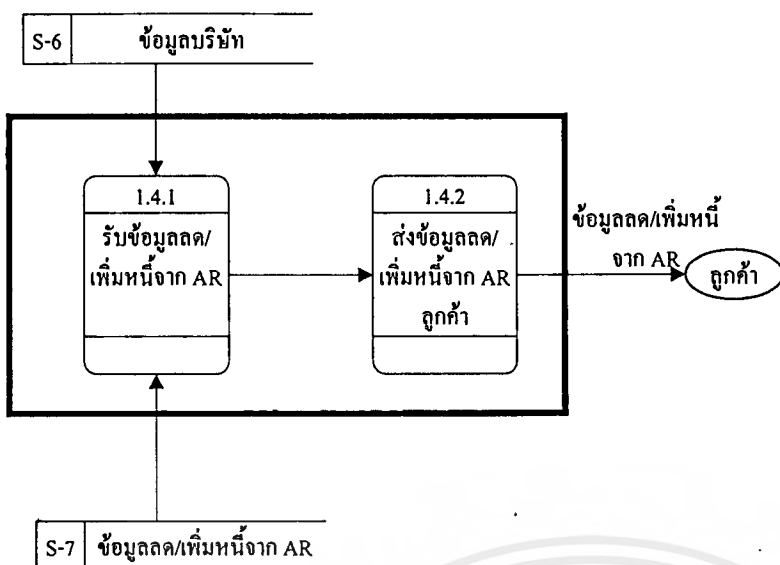 S-6 ข้อมูลบริษัท
1.4.1
รับข้อมูลลด/
เพิ่มหนี้จาก AR
1.4.2
ส่งข้อมูลลด/
เพิ่มหนี้จาก AR
ลูกค้า
ข้อมูลลด/เพิ่มหนี้
จาก AR
ลูกค้า
S-7 ข้อมูลลด/เพิ่มหนี้จาก AR